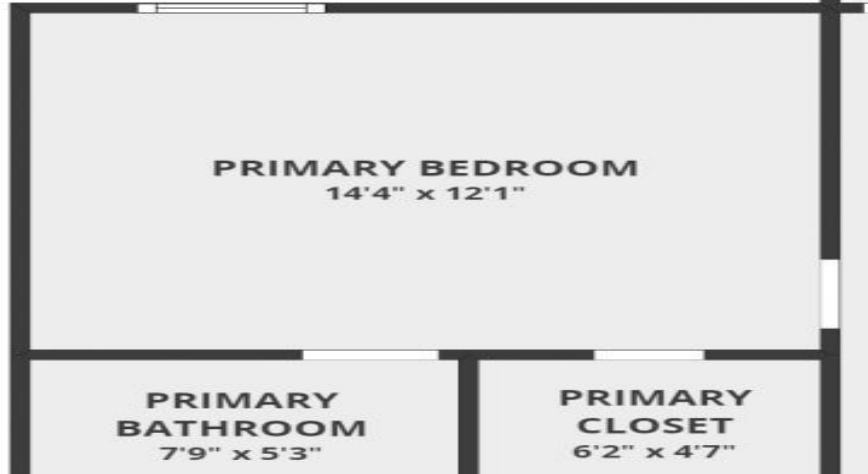 PRIMARY BEDROOM
14'4" x 12'1"
PRIMARY
BATHROOM
7'9" x 5'3"
PRIMARY
CLOSET
6'2" x 4'7"